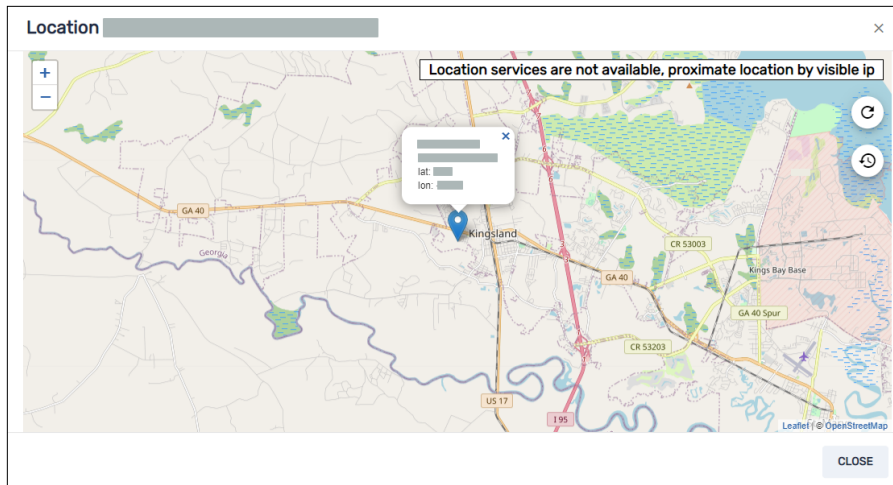 Location
×
+
−
Location services are not available, proximate location by visible ip
×
lat:
lon: -
GA 40
Kingsland
Georgia
CR 53003
Kings Bay Base
GA 40
GA 40 Spur
CR 53203
US 17
I 95
Leaflet | © OpenStreetMap
CLOSE